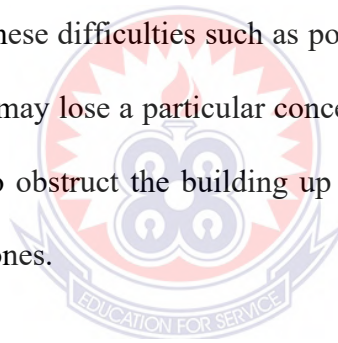 hese difficulties such as po
may lose a particular conce
o obstruct the building up
ones.
EDUCATION FOR SERVICE